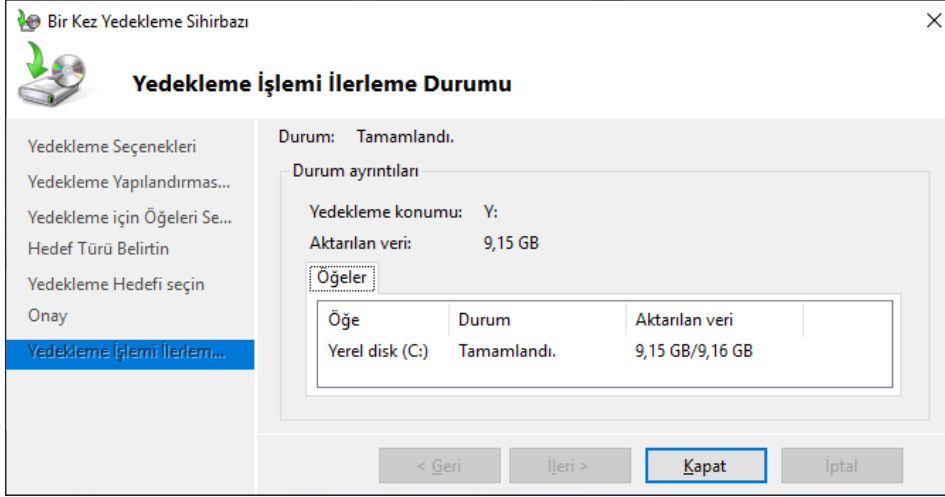 Bir Kez Yedekleme Sihirbazı
Yedekleme İşlemi İlerleme Durumu
Yedekleme Seçenekleri
Yedekleme Yapılandırmas...
Yedekleme için Öğeleri Se...
Hedef Türü Belirtin
Yedekleme Hedefi seçin
Onay
Yedekleme İşlemi İlerlem...
Durum: Tamamlandı.
Durum ayrıntıları
Yedekleme konumu: Y:
Aktarılan veri: 9,15 GB
Öğeler
Öğe Durum Aktarılan veri
Yerel disk (C:) Tamamlandı. 9,15 GB/9,16 GB
< Geri İleri > Kapat İptal